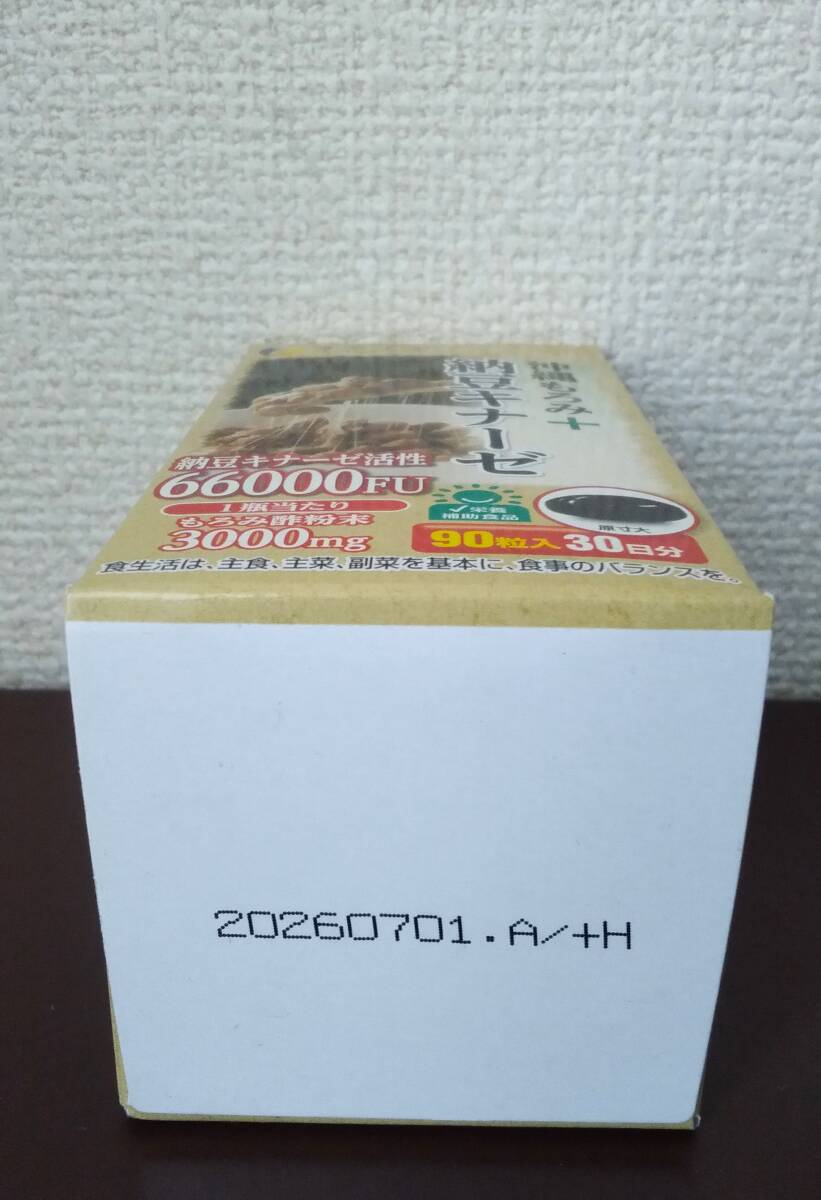 沖縄もろみ+
納豆キナーゼ
納豆キナーゼ活性
66000FU
1瓶当たり
もろみ酢粉末
3000mg
✓栄養
補助食品
原寸大
90粒入 30日分
食生活は、主食、主菜、副菜を基本に、食事のバランスを。
20260701.A/+H